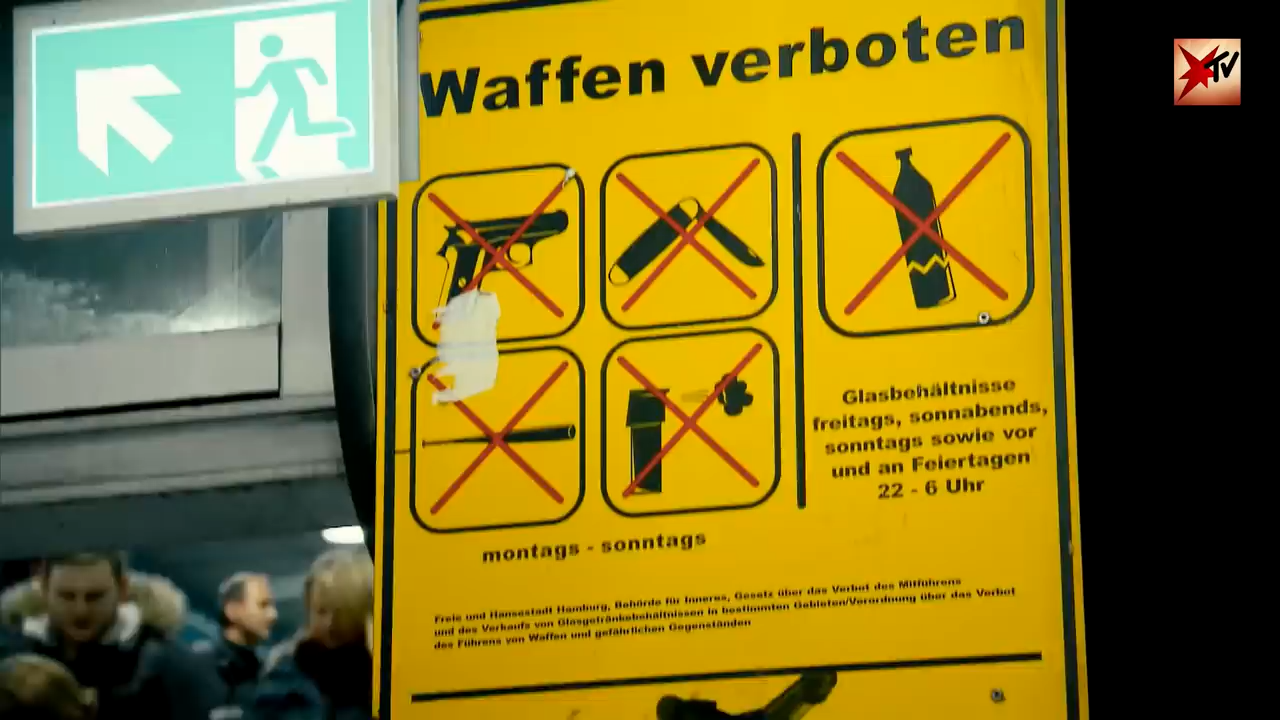 Waffen verboten
Glasbehältnisse
freitags, sonnabends,
sonntags sowie vor
und an Feiertagen
22 - 6 Uhr
montags - sonntags
Freie und Hansestadt Hamburg, Behörde für Inneres, Gesetz über das Verbot des Mitführens
und des Verkaufs von Glasgetränkebehältnissen in bestimmten Gebieten/Verordnung über das Verbot
des Führens von Waffen und gefährlichen Gegenständen
TV